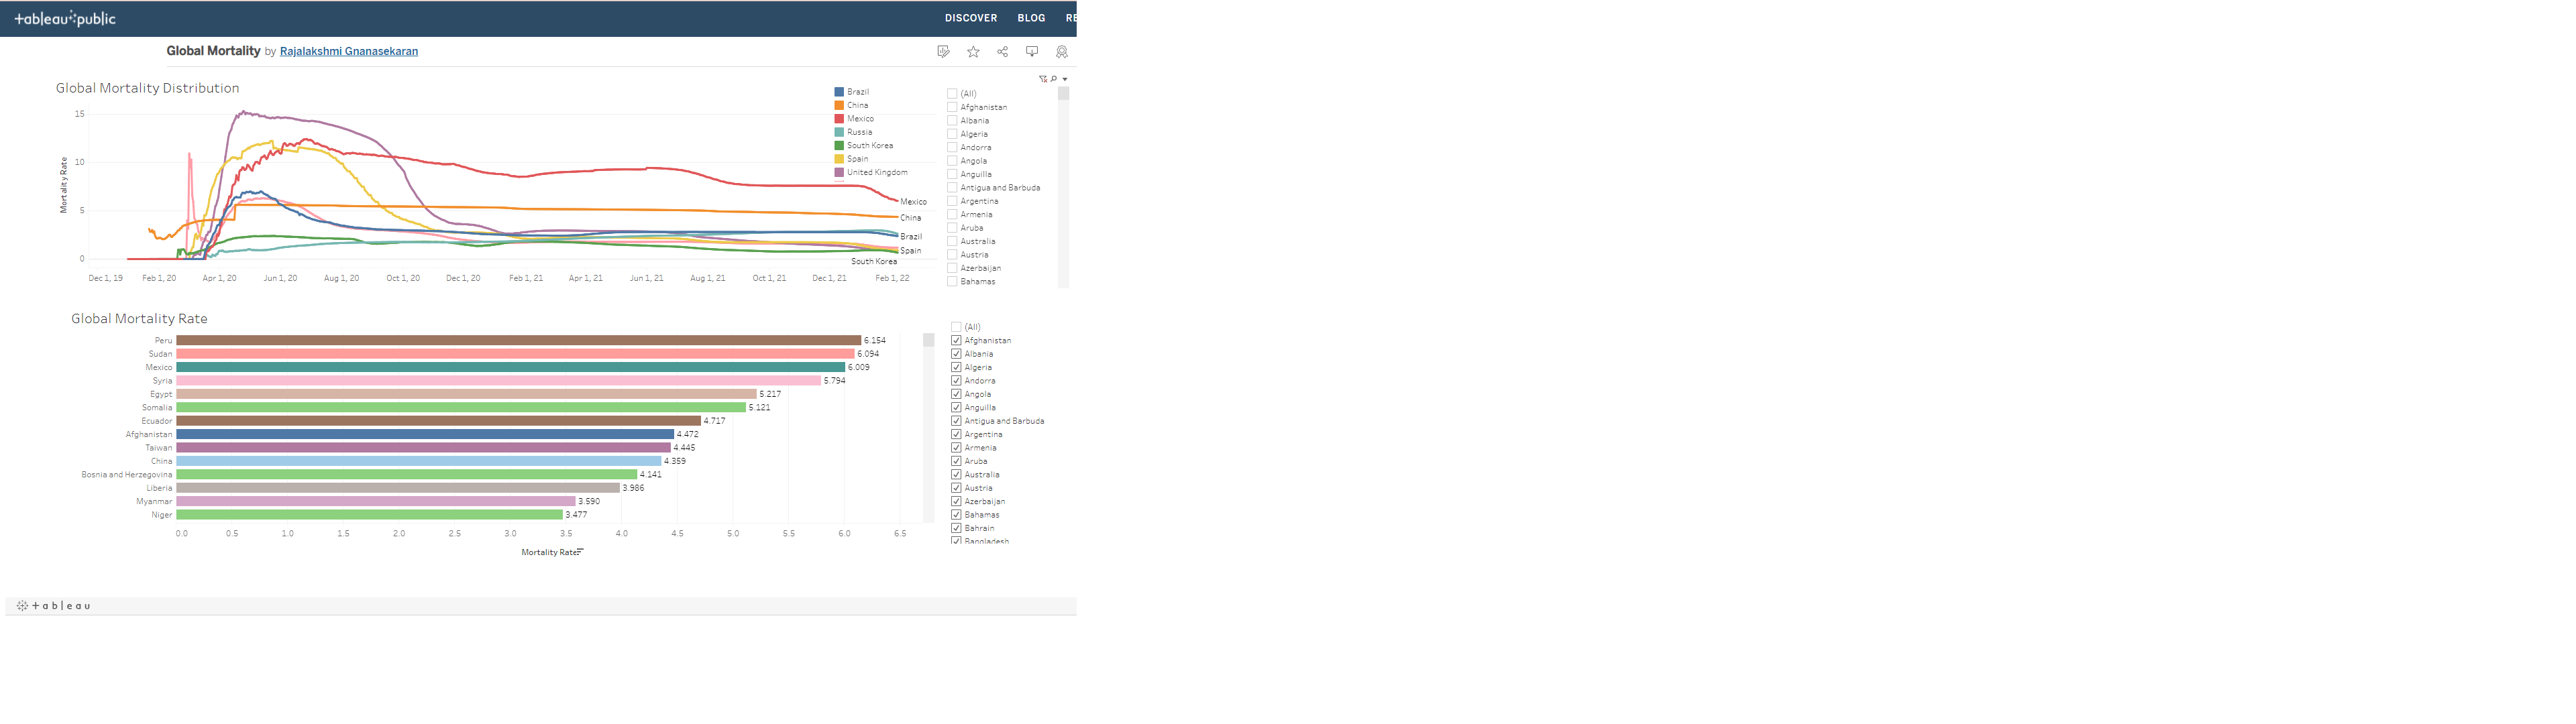 +ableau public
DISCOVER BLOG RE
Global Mortality by Rajalakshmi Gnanasekaran
Global Mortality Distribution
Mortality Rate
15
10
5
0
Dec 1, 19 Feb 1, 20 Apr 1, 20 Jun 1, 20 Aug 1, 20 Oct 1, 20 Dec 1, 20 Feb 1, 21 Apr 1, 21 Jun 1, 21 Aug 1, 21 Oct 1, 21 Dec 1, 21 Feb 1, 22
Brazil
China
Mexico
Russia
South Korea
Spain
United Kingdom
Mexico
China
Brazil
Spain
South Korea
(All)
Afghanistan
Albania
Algeria
Andorra
Angola
Anguilla
Antigua and Barbuda
Argentina
Armenia
Aruba
Australia
Austria
Azerbaijan
Bahamas
Global Mortality Rate
Peru 6.154
Sudan 6.094
Mexico 6.009
Syria 5.794
Egypt 5.217
Somalia 5.121
Ecuador 4.717
Afghanistan 4.472
Taiwan 4.445
China 4.359
Bosnia and Herzegovina 4.141
Liberia 3.986
Myanmar 3.590
Niger 3.477
0.0 0.5 1.0 1.5 2.0 2.5 3.0 3.5 4.0 4.5 5.0 5.5 6.0 6.5
Mortality Rate
(All)
Afghanistan
Albania
Algeria
Andorra
Angola
Anguilla
Antigua and Barbuda
Argentina
Armenia
Aruba
Australia
Austria
Azerbaijan
Bahamas
Bahrain
Bangladesh
+ableau